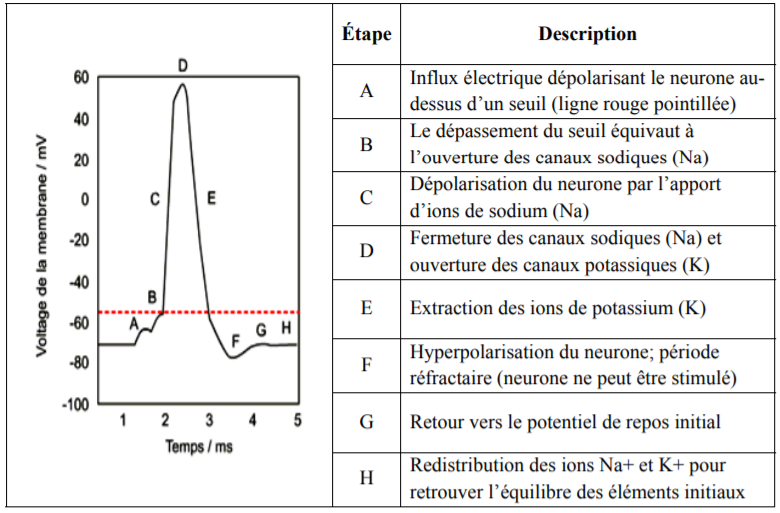 Étape
Description
A
Influx électrique dépolarisant le neurone au-
dessus d’un seuil (ligne rouge pointillée)
B
Le dépassement du seuil équivaut à
l’ouverture des canaux sodiques (Na)
C
Dépolarisation du neurone par l’apport
d’ions de sodium (Na)
D
Fermeture des canaux sodiques (Na) et
ouverture des canaux potassiques (K)
E
Extraction des ions de potassium (K)
F
Hyperpolarisation du neurone; période
réfractaire (neurone ne peut être stimulé)
G
Retour vers le potentiel de repos initial
H
Redistribution des ions Na+ et K+ pour
retrouver l’équilibre des éléments initiaux
Voltage de la membrane / mV
60
40
20
0
-20
-40
-60
-80
-100
D
C
E
B
A
F
G
H
1 2 3 4 5
Temps / ms